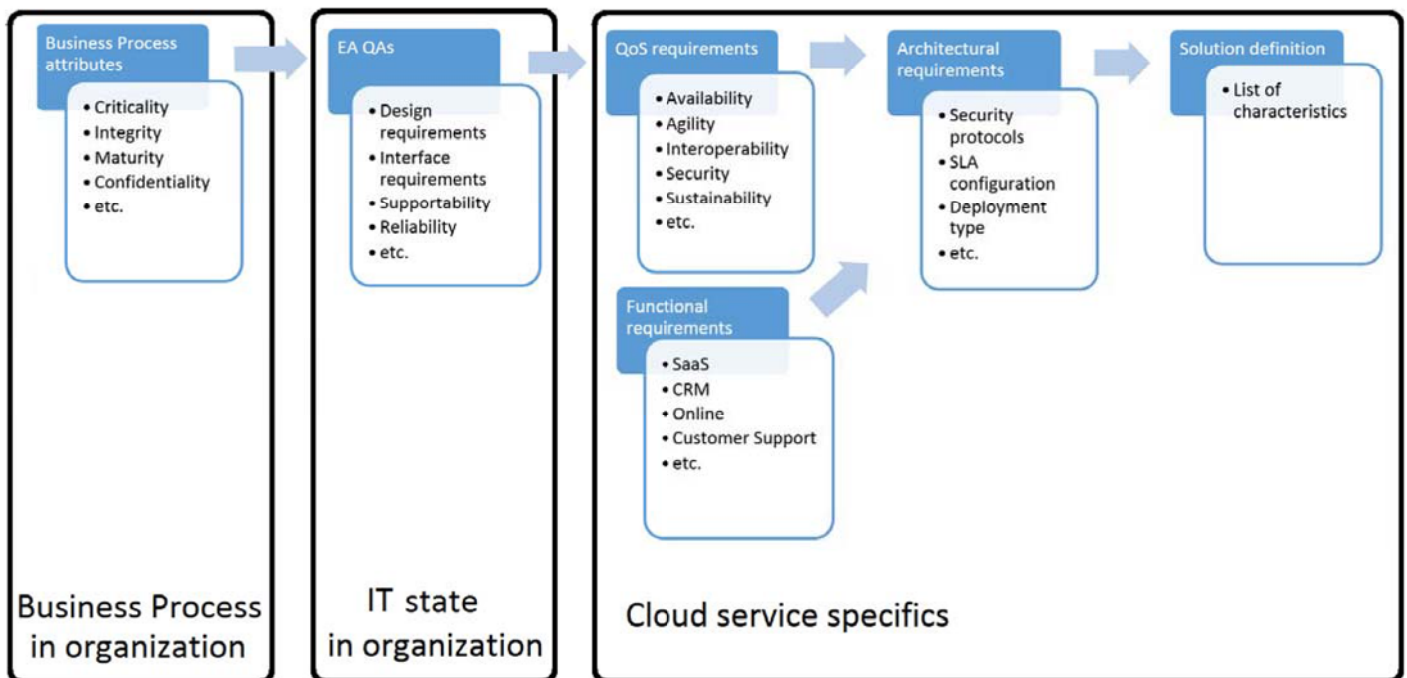 Business Process
attributes
• Criticality
• Integrity
• Maturity
• Confidentiality
• etc.
Business Process
in organization
EA QAs
• Design
requirements
• Interface
requirements
• Supportability
• Reliability
• etc.
IT state
in organization
QoS requirements
• Availability
• Agility
• Interoperability
• Security
• Sustainability
• etc.
Functional
requirements
• SaaS
• CRM
• Online
• Customer Support
• etc.
Architectural
requirements
• Security
protocols
• SLA
configuration
• Deployment
type
• etc.
Solution definition
• List of
characteristics
Cloud service specifics